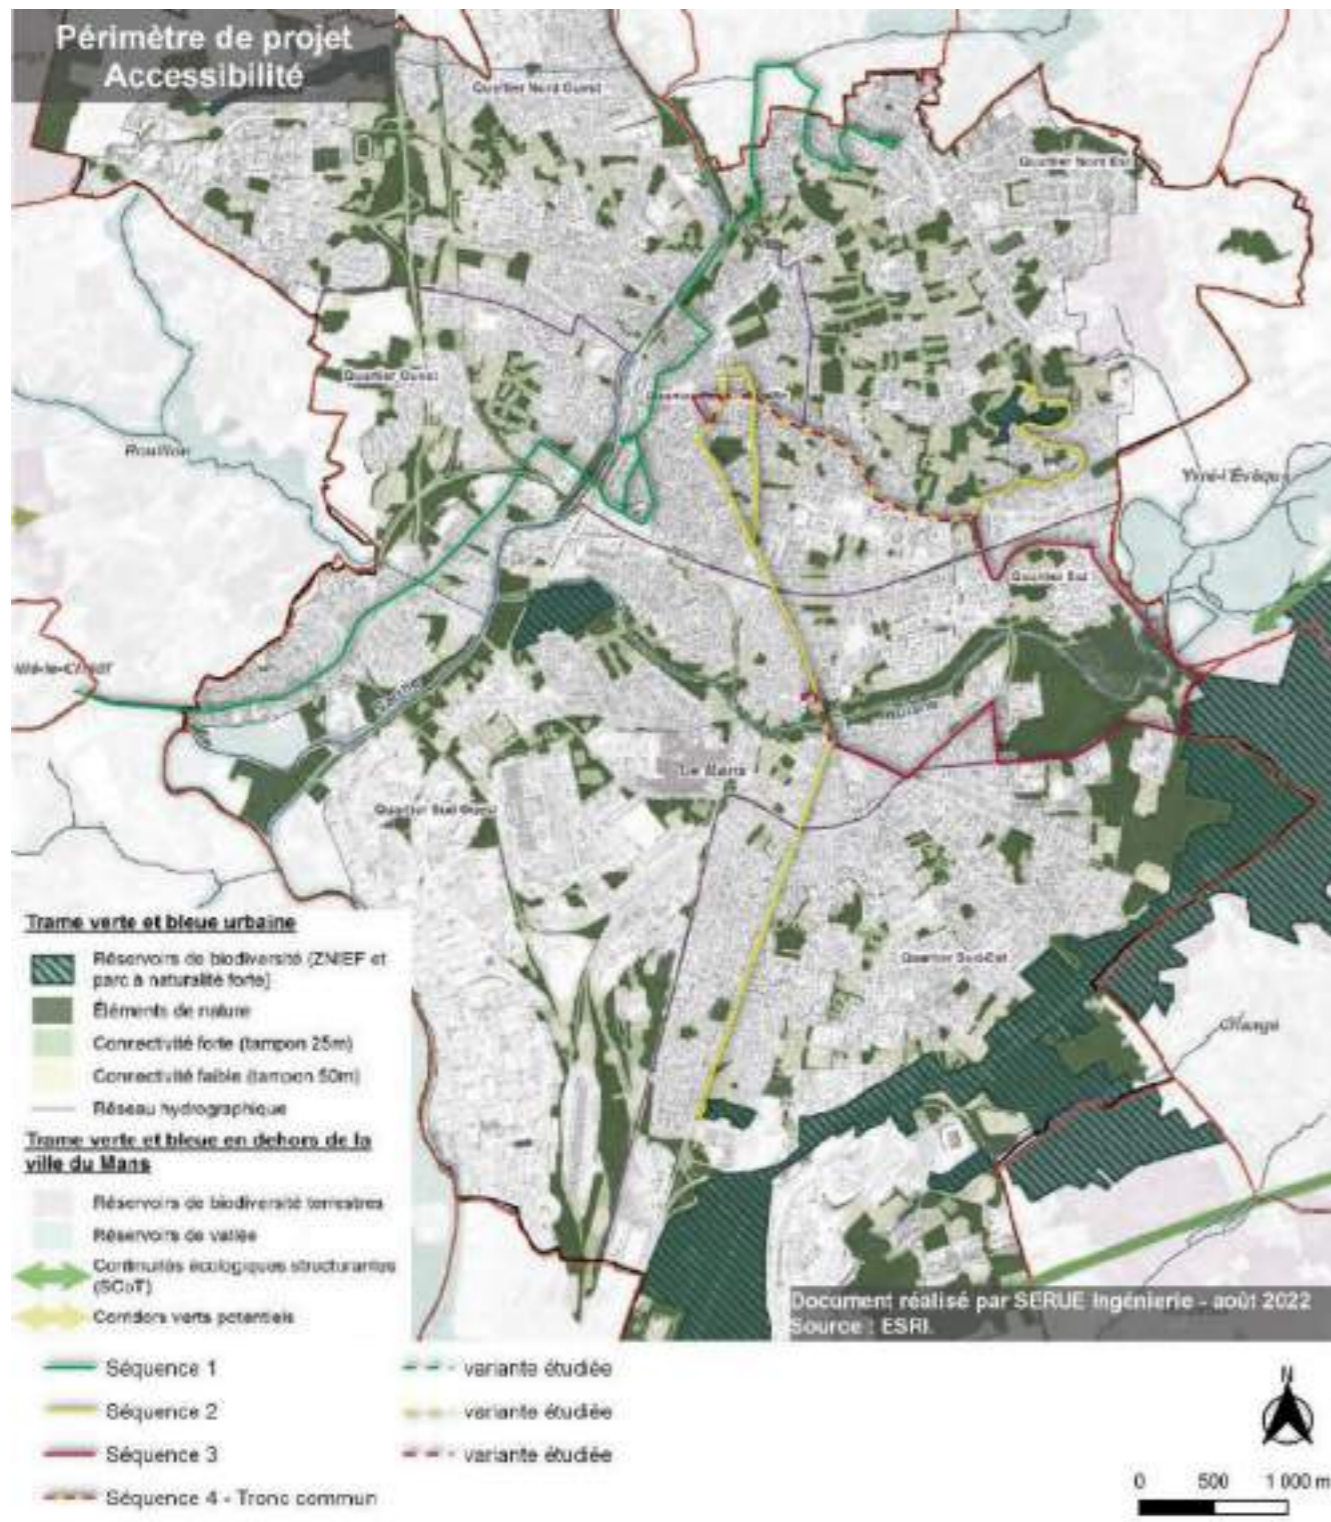 Périmètre de projet
Accessibilité
Quartier Nord Ouest
Quartier Nord Est
Quartier Ouest
Rouillon
Yvré-l'Évêque
Quartier Est
Le Mans
Quartier Sud Ouest
Quartier Sud-Est
Changé
Trame verte et bleue urbaine
Réservoirs de biodiversité (ZNIEF et
parc à naturalité forte)
Éléments de nature
Connectivité forte (tampon 25m)
Connectivité faible (tampon 50m)
Réseau hydrographique
Trame verte et bleue en dehors de la
ville du Mans
Réservoirs de biodiversité terrestres
Réservoirs de vallée
Continuités écologiques structurantes
(SCoT)
Corridors verts potentiels
Document réalisé par SERUE Ingénierie - août 2022
Source : ESRI.
Séquence 1
variante étudiée
Séquence 2
variante étudiée
Séquence 3
variante étudiée
Séquence 4 - Tronc commun
N
0 500 1 000 m